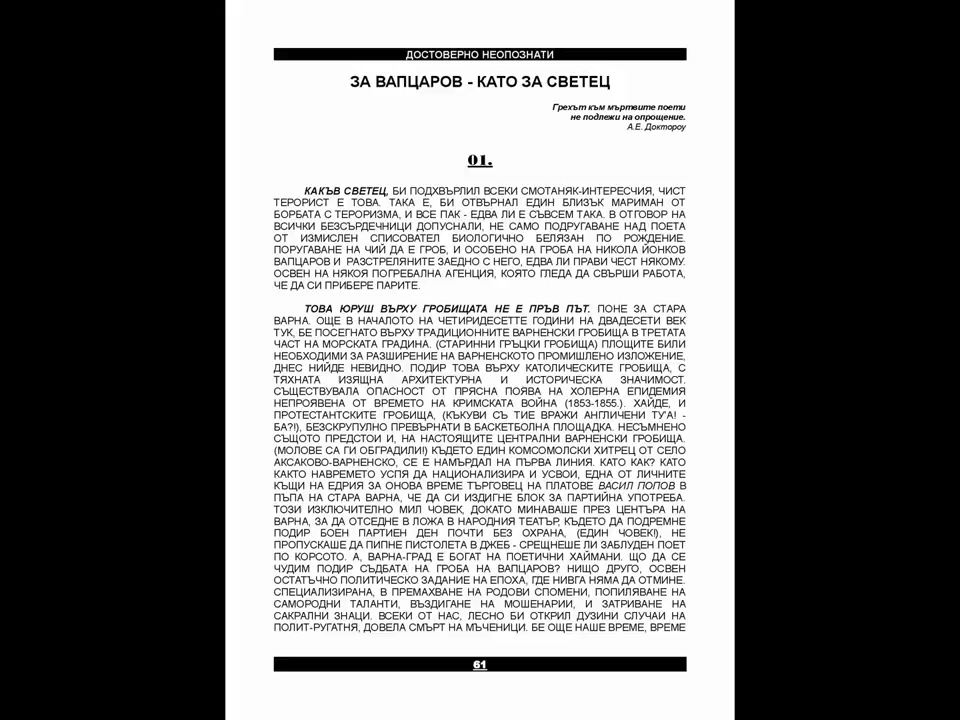 ДОСТОВЕРНО НЕОПОЗНАТИ
ЗА ВАПЦАРОВ - КАТО ЗА СВЕТЕЦ
Грехът към мъртвите поети
не подлежи на опрощение.
А.Е. Доктороу
01.
КАКЪВ СВЕТЕЦ, БИ ПОДХВЪРЛИЛ ВСЕКИ СМОТАНЯК-ИНТЕРЕСЧИЯ, ЧИСТ
ТЕРОРИСТ Е ТОВА. ТАКА Е, БИ ОТВЪРНАЛ ЕДИН БЛИЗЪК МАРИМАН ОТ
БОРБАТА С ТЕРОРИЗМА, И ВСЕ ПАК - ЕДВА ЛИ Е СЪВСЕМ ТАКА. В ОТГОВОР НА
ВСИЧКИ БЕЗСЪРДЕЧНИЦИ ДОПУСНАЛИ, НЕ САМО ПОДРУГАВАНЕ НАД ПОЕТА
ОТ ИЗМИСЛЕН СПИСОВАТЕЛ БИОЛОГИЧНО БЕЛЯЗАН ПО РОЖДЕНИЕ.
ПОРУГАВАНЕ НА ЧИЙ ДА Е ГРОБ, И ОСОБЕНО НА ГРОБА НА НИКОЛА ЙОНКОВ
ВАПЦАРОВ И РАЗСТРЕЛЯНИТЕ ЗАЕДНО С НЕГО, ЕДВА ЛИ ПРАВИ ЧЕСТ НЯКОМУ.
ОСВЕН НА НЯКОЯ ПОГРЕБАЛНА АГЕНЦИЯ, КОЯТО ГЛЕДА ДА СВЪРШИ РАБОТА,
ЧЕ ДА СИ ПРИБЕРЕ ПАРИТЕ.
ТОВА ЮРУШ ВЪРХУ ГРОБИЩАТА НЕ Е ПРЪВ ПЪТ. ПОНЕ ЗА СТАРА
ВАРНА. ОЩЕ В НАЧАЛОТО НА ЧЕТИРИДЕСЕТТЕ ГОДИНИ НА ДВАДЕСЕТИ ВЕК
ТУК, БЕ ПОСЕГНАТО ВЪРХУ ТРАДИЦИОННИТЕ ВАРНЕНСКИ ГРОБИЩА В ТРЕТАТА
ЧАСТ НА МОРСКАТА ГРАДИНА. (СТАРИННИ ГРЪЦКИ ГРОБИЩА) ПЛОЩИТЕ БИЛИ
НЕОБХОДИМИ ЗА РАЗШИРЕНИЕ НА ВАРНЕНСКОТО ПРОМИШЛЕНО ИЗЛОЖЕНИЕ,
ДНЕС НИЙДЕ НЕВИДНО. ПОДИР ТОВА ВЪРХУ КАТОЛИЧЕСКИТЕ ГРОБИЩА, С
ТЯХНАТА ИЗЯЩНА АРХИТЕКТУРНА И ИСТОРИЧЕСКА ЗНАЧИМОСТ.
СЪЩЕСТВУВАЛА ОПАСНОСТ ОТ ПРЯСНА ПОЯВА НА ХОЛЕРНА ЕПИДЕМИЯ
НЕПРОЯВЕНА ОТ ВРЕМЕТО НА КРИМСКАТА ВОЙНА (1853-1855.). ХАЙДЕ, И
ПРОТЕСТАНТСКИТЕ ГРОБИЩА, (КЪКУВИ СЪ ТИЕ ВРАЖИ АНГЛИЧЕНИ ТУ'А! -
БА?!), БЕЗСКРУПУЛНО ПРЕВЪРНАТИ В БАСКЕТБОЛНА ПЛОЩАДКА. НЕСЪМНЕНО
СЪЩОТО ПРЕДСТОИ И, НА НАСТОЯЩИТЕ ЦЕНТРАЛНИ ВАРНЕНСКИ ГРОБИЩА.
(МОЛОВЕ СА ГИ ОБГРАДИЛИ!) КЪДЕТО ЕДИН КОМСОМОЛСКИ ХИТРЕЦ ОТ СЕЛО
АКСАКОВО-ВАРНЕНСКО, СЕ Е НАМЪРДАЛ НА ПЪРВА ЛИНИЯ. КАТО КАК? КАТО
КАКТО НАВРЕМЕТО УСПЯ ДА НАЦИОНАЛИЗИРА И УСВОИ, ЕДНА ОТ ЛИЧНИТЕ
КЪЩИ НА ЕДРИЯ ЗА ОНОВА ВРЕМЕ ТЪРГОВЕЦ НА ПЛАТОВЕ ВАСИЛ ПОПОВ В
ПЪПА НА СТАРА ВАРНА, ЧЕ ДА СИ ИЗДИГНЕ БЛОК ЗА ПАРТИЙНА УПОТРЕБА.
ТОЗИ ИЗКЛЮЧИТЕЛНО МИЛ ЧОВЕК, ДОКАТО МИНАВАШЕ ПРЕЗ ЦЕНТЪРА НА
ВАРНА, ЗА ДА ОТСЕДНЕ В ЛОЖА В НАРОДНИЯ ТЕАТЪР, КЪДЕТО ДА ПОДРЕМНЕ
ПОДИР БОЕН ПАРТИЕН ДЕН ПОЧТИ БЕЗ ОХРАНА, (ЕДИН ЧОВЕК!), НЕ
ПРОПУСКАШЕ ДА ПИПНЕ ПИСТОЛЕТА В ДЖЕБ - СРЕЩНЕШЕ ЛИ ЗАБЛУДЕН ПОЕТ
ПО КОРСОТО. А, ВАРНА-ГРАД Е БОГАТ НА ПОЕТИЧНИ ХАЙМАНИ. ЩО ДА СЕ
ЧУДИМ ПОДИР СЪДБАТА НА ГРОБА НА ВАПЦАРОВ? НИЩО ДРУГО, ОСВЕН
ОСТАТЪЧНО ПОЛИТИЧЕСКО ЗАДАНИЕ НА ЕПОХА, ГДЕ НИВГА НЯМА ДА ОТМИНЕ.
СПЕЦИАЛИЗИРАНА, В ПРЕМАХВАНЕ НА РОДОВИ СПОМЕНИ, ПОПИЛЯВАНЕ НА
САМОРОДНИ ТАЛАНТИ, ВЪЗДИГАНЕ НА МОШЕНАРИИ, И ЗАТРИВАНЕ НА
САКРАЛНИ ЗНАЦИ. ВСЕКИ ОТ НАС, ЛЕСНО БИ ОТКРИЛ ДУЗИНИ СЛУЧАИ НА
ПОЛИТ-РУГАТНЯ, ДОВЕЛА СМЪРТ НА МЪЧЕНИЦИ. БЕ ОЩЕ НАШЕ ВРЕМЕ, ВРЕМЕ
61